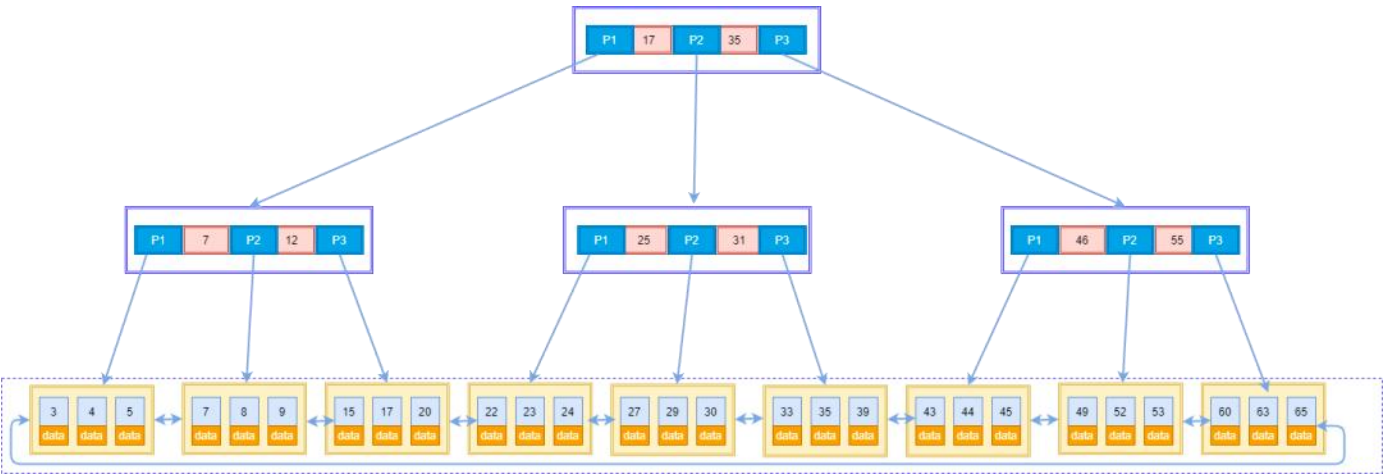 P1 17 P2 35 P3
P1 7 P2 12 P3
P1 25 P2 31 P3
P1 46 P2 55 P3
3 4 5
data data data
7 8 9
data data data
15 17 20
data data data
22 23 24
data data data
27 29 30
data data data
33 35 39
data data data
43 44 45
data data data
49 52 53
data data data
60 63 65
data data data